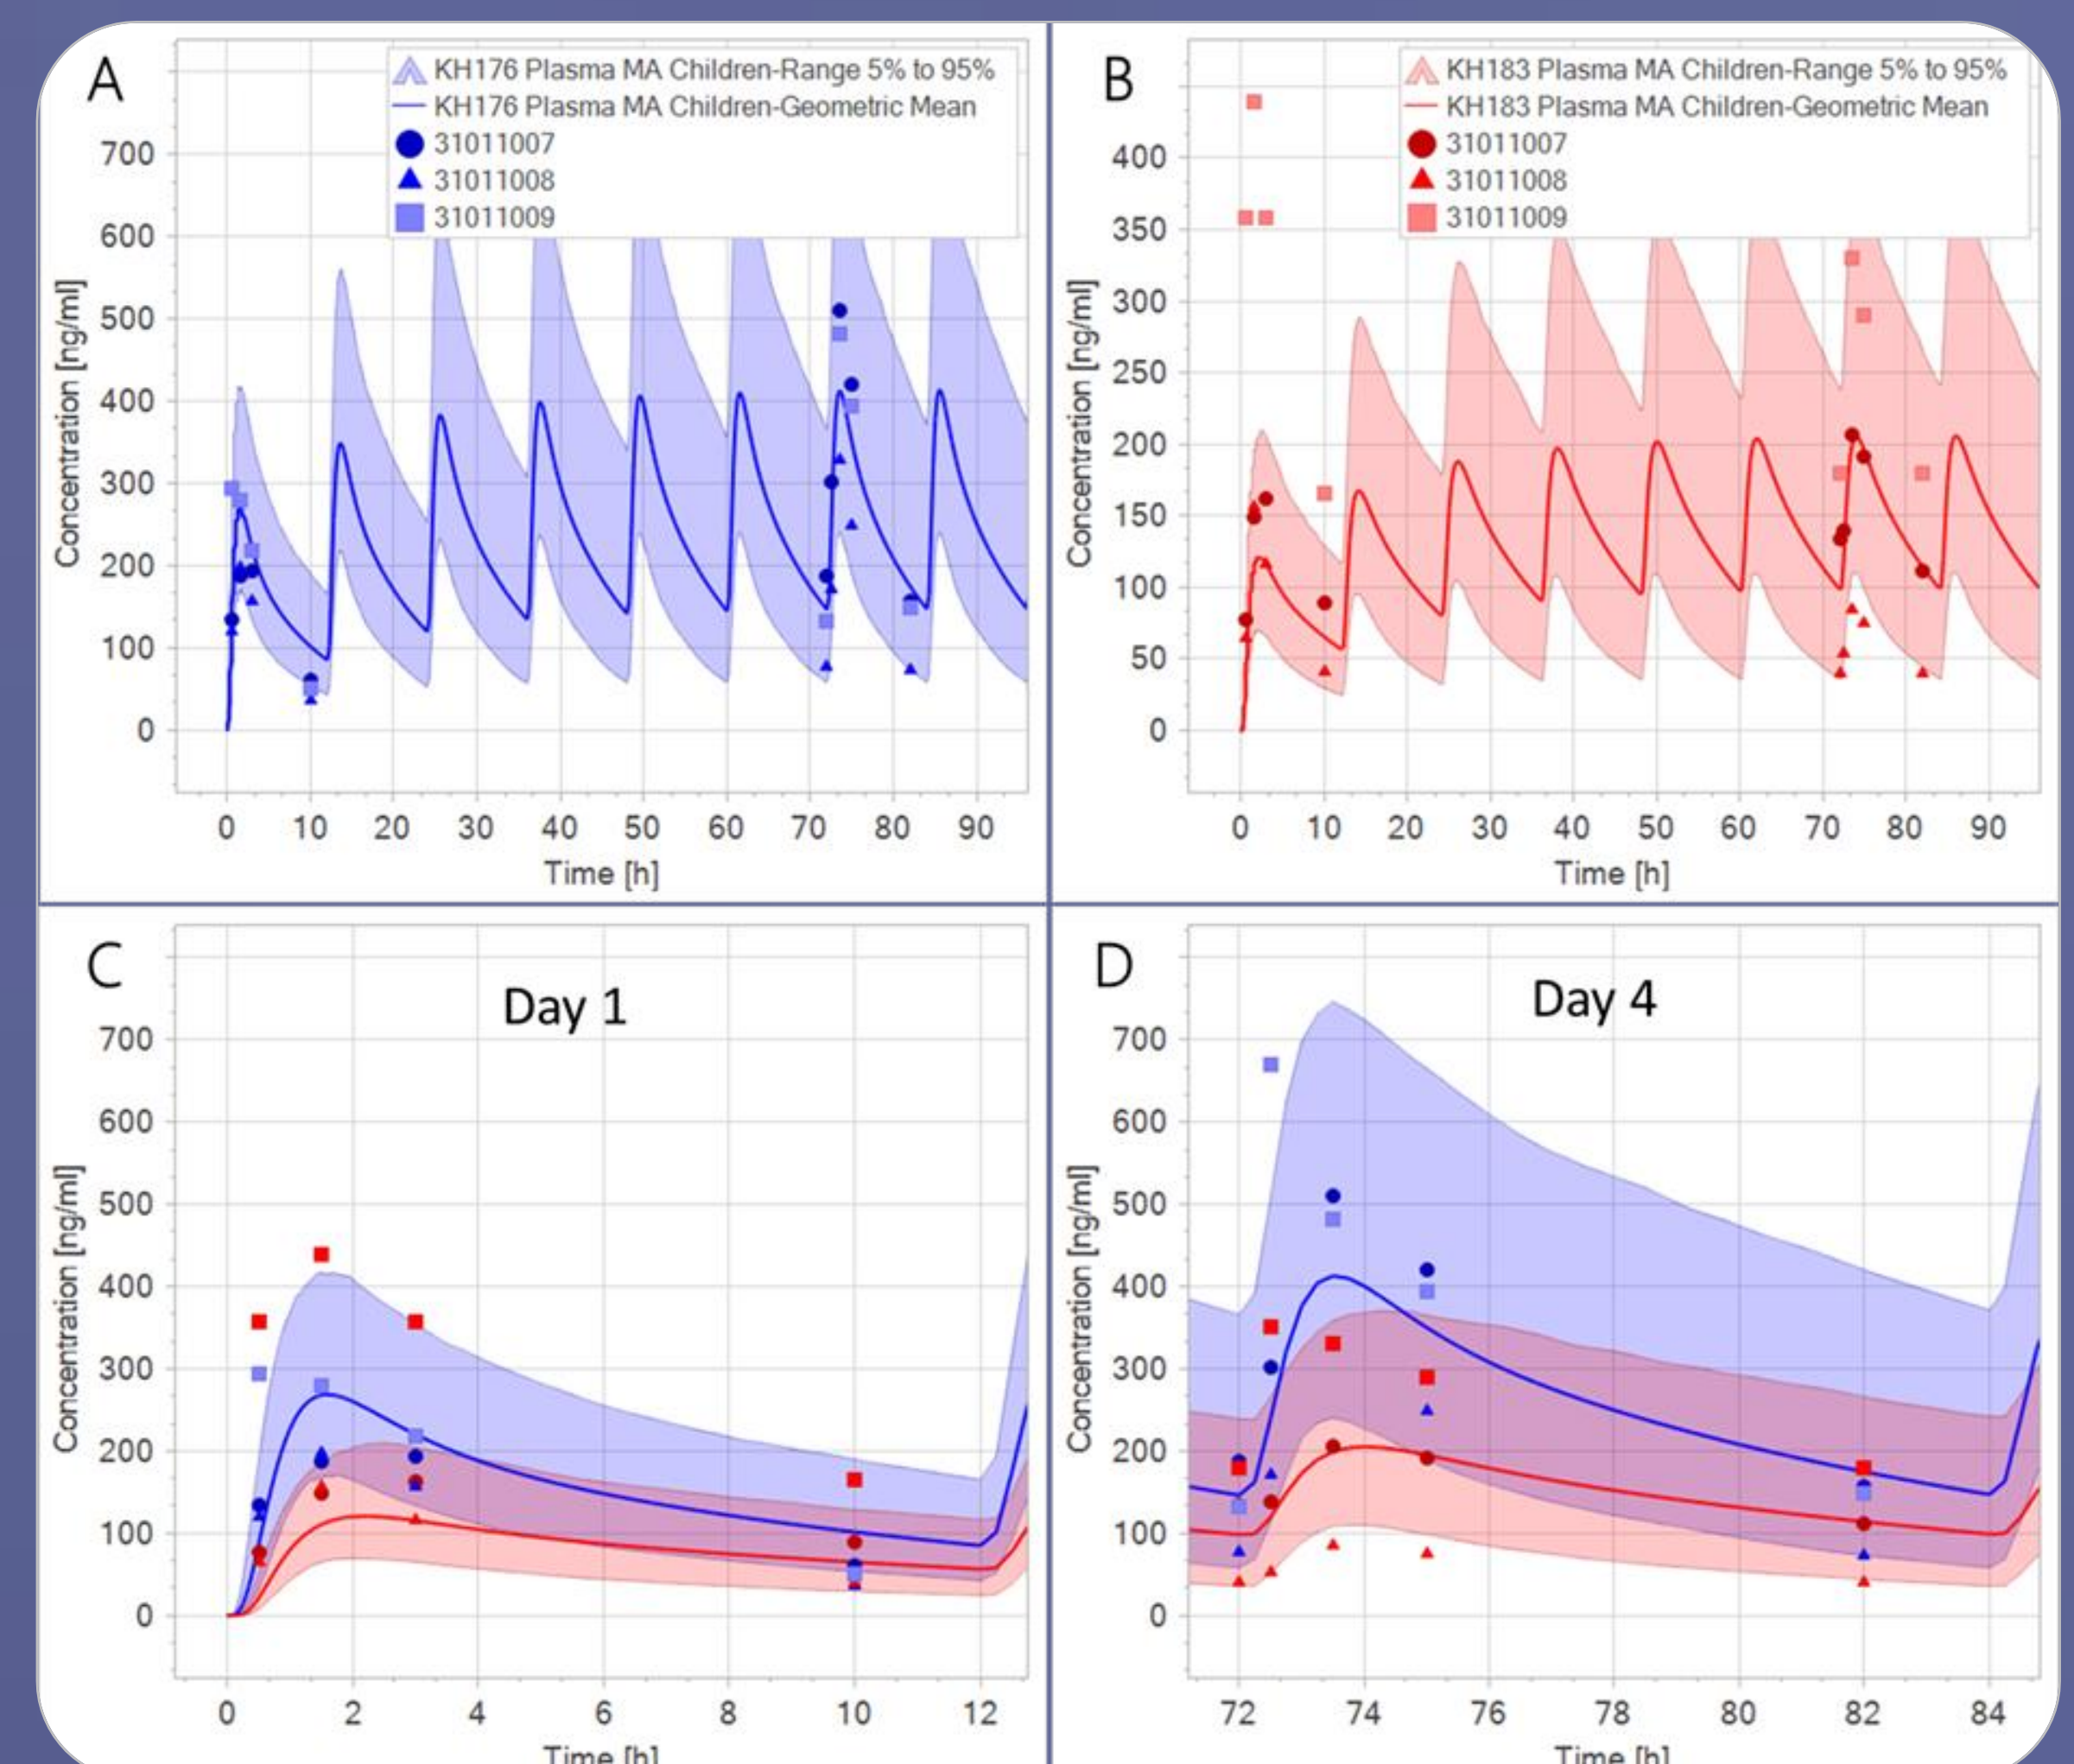 A
KH176 Plasma MA Children-Range 5% to 95%
KH176 Plasma MA Children-Geometric Mean
31011007
31011008
31011009
Concentration [ng/ml]
700
600
500
400
300
200
100
0
0 10 20 30 40 50 60 70 80 90
Time [h]
B
KH183 Plasma MA Children-Range 5% to 95%
KH183 Plasma MA Children-Geometric Mean
31011007
31011008
31011009
Concentration [ng/ml]
400
350
300
250
200
150
100
50
0
0 10 20 30 40 50 60 70 80 90
Time [h]
C
Day 1
Concentration [ng/ml]
700
600
500
400
300
200
100
0
0 2 4 6 8 10 12
Time [h]
D
Day 4
Concentration [ng/ml]
700
600
500
400
300
200
100
0
72 74 76 78 80 82 84
Time [h]